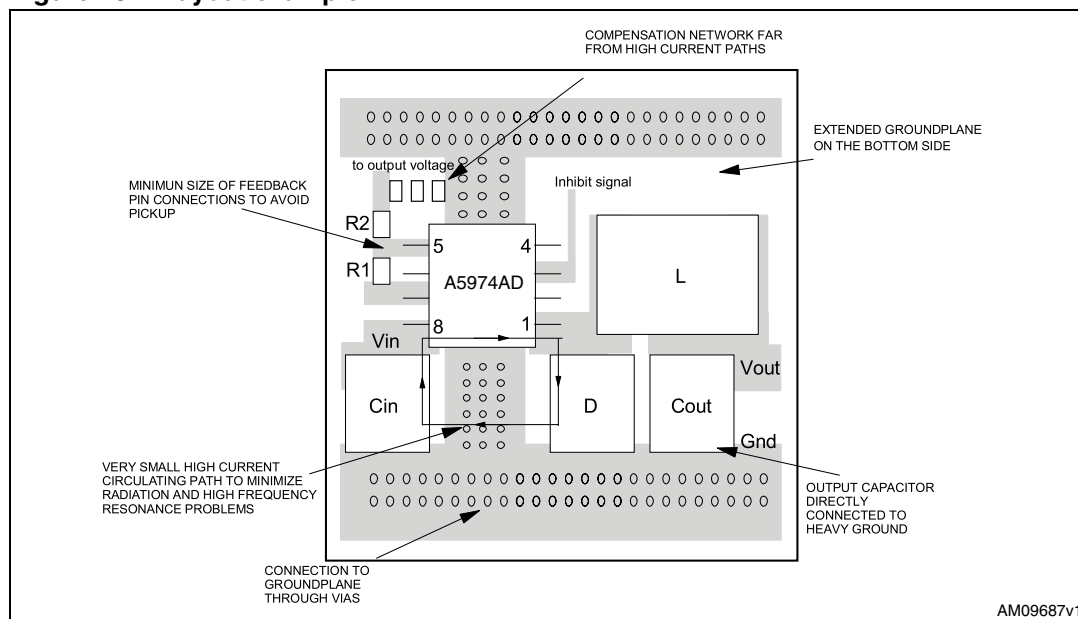 COMPENSATION NETWORK FAR
FROM HIGH CURRENT PATHS
EXTENDED GROUNDPLANE
ON THE BOTTOM SIDE
to output voltage
Inhibit signal
MINIMUN SIZE OF FEEDBACK
PIN CONNECTIONS TO AVOID
PICKUP
R2
5
4
R1
A5974AD
L
8
1
Vin
Vout
Cin
D
Cout
Gnd
VERY SMALL HIGH CURRENT
CIRCULATING PATH TO MINIMIZE
RADIATION AND HIGH FREQUENCY
RESONANCE PROBLEMS
OUTPUT CAPACITOR
DIRECTLY
CONNECTED TO
HEAVY GROUND
CONNECTION TO
GROUNDPLANE
THROUGH VIAS
AM09687v1